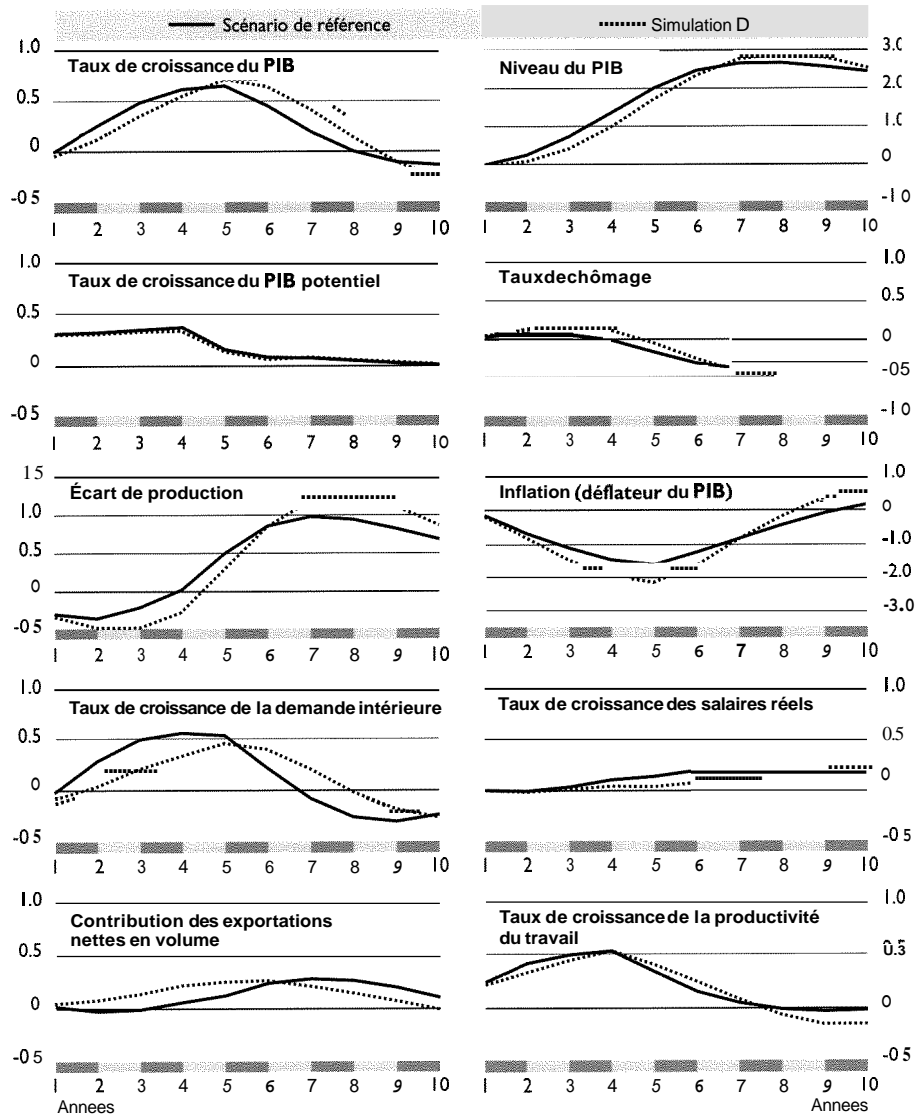 Scénario de référence
Simulation D
Taux de croissance du PIB
1.0
0.5
0
-0 5
1 2 3 4 5 6 7 8 9 10
Niveau du PIB
3.0
2.0
1.0
0
-1 0
1 2 3 4 5 6 7 8 9 10
Taux de croissance du PIB potentiel
1.0
0.5
0
-0 5
1 2 3 4 5 6 7 8 9 10
Tauxdechômage
1.0
0.5
0
-0 5
-1 0
1 2 3 4 5 6 7 8 9 10
Écart de production
1 5
1.0
0.5
0
-0 5
1 2 3 4 5 6 7 8 9 10
Inflation (déflateur du PIB)
1.0
0
-1.0
-2.0
-3.0
1 2 3 4 5 6 7 8 9 10
Taux de croissance de la demande intérieure
1.0
0.5
0
-0 5
1 2 3 4 5 6 7 8 9 10
Taux de croissance des salaires réels
1.0
0.5
0
-0 5
1 2 3 4 5 6 7 8 9 10
Contribution des exportations
nettes en volume
1.0
0.5
0
-0 5
1 2 3 4 5 6 7 8 9 10
Annees
Taux de croissance de la productivité
du travail
1.0
0
-0 5
1 2 3 4 5 6 7 8 9 10
Annees